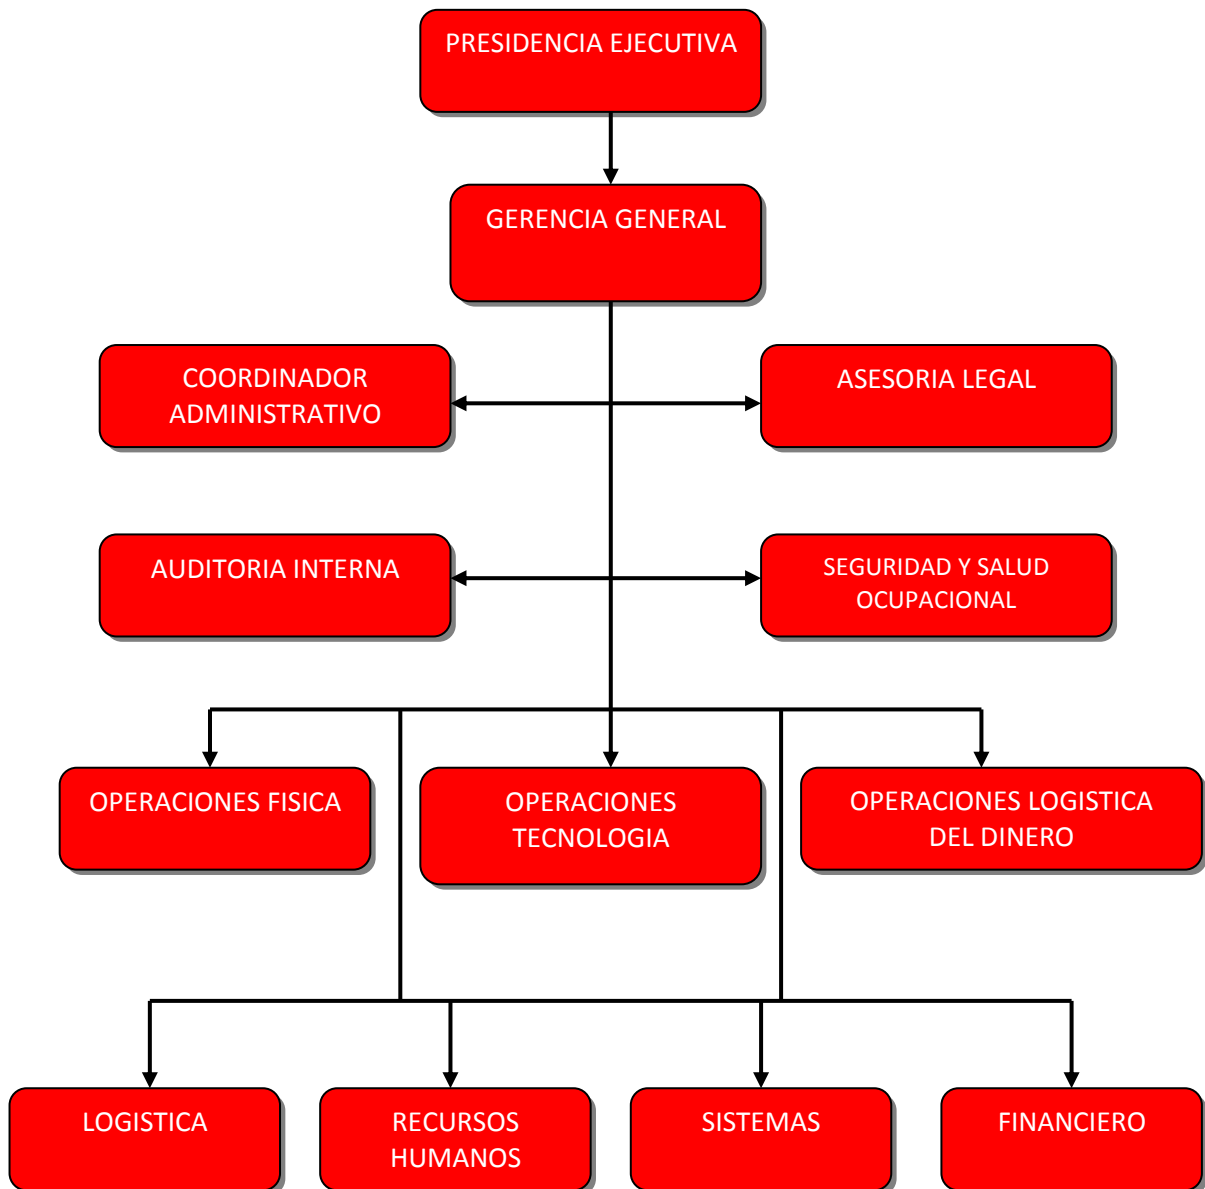 PRESIDENCIA EJECUTIVA
GERENCIA GENERAL
COORDINADOR
ADMINISTRATIVO
ASESORIA LEGAL
AUDITORIA INTERNA
SEGURIDAD Y SALUD
OCUPACIONAL
OPERACIONES FISICA
OPERACIONES
TECNOLOGIA
OPERACIONES LOGISTICA
DEL DINERO
LOGISTICA
RECURSOS
HUMANOS
SISTEMAS
FINANCIERO